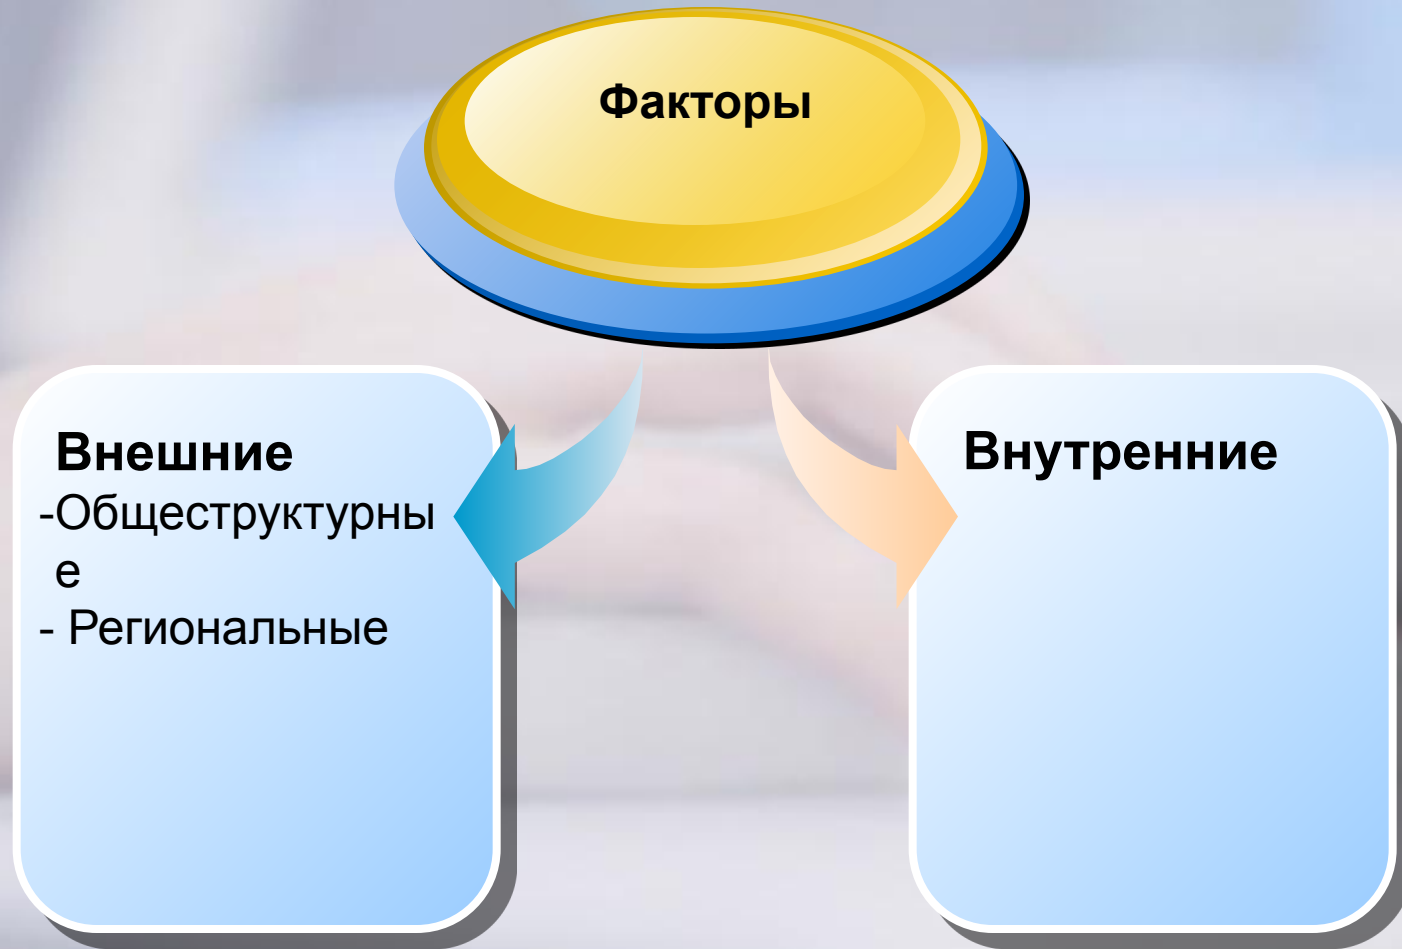 Факторы
Внешние
-Общеструктурны
е
- Региональные
Внутренние